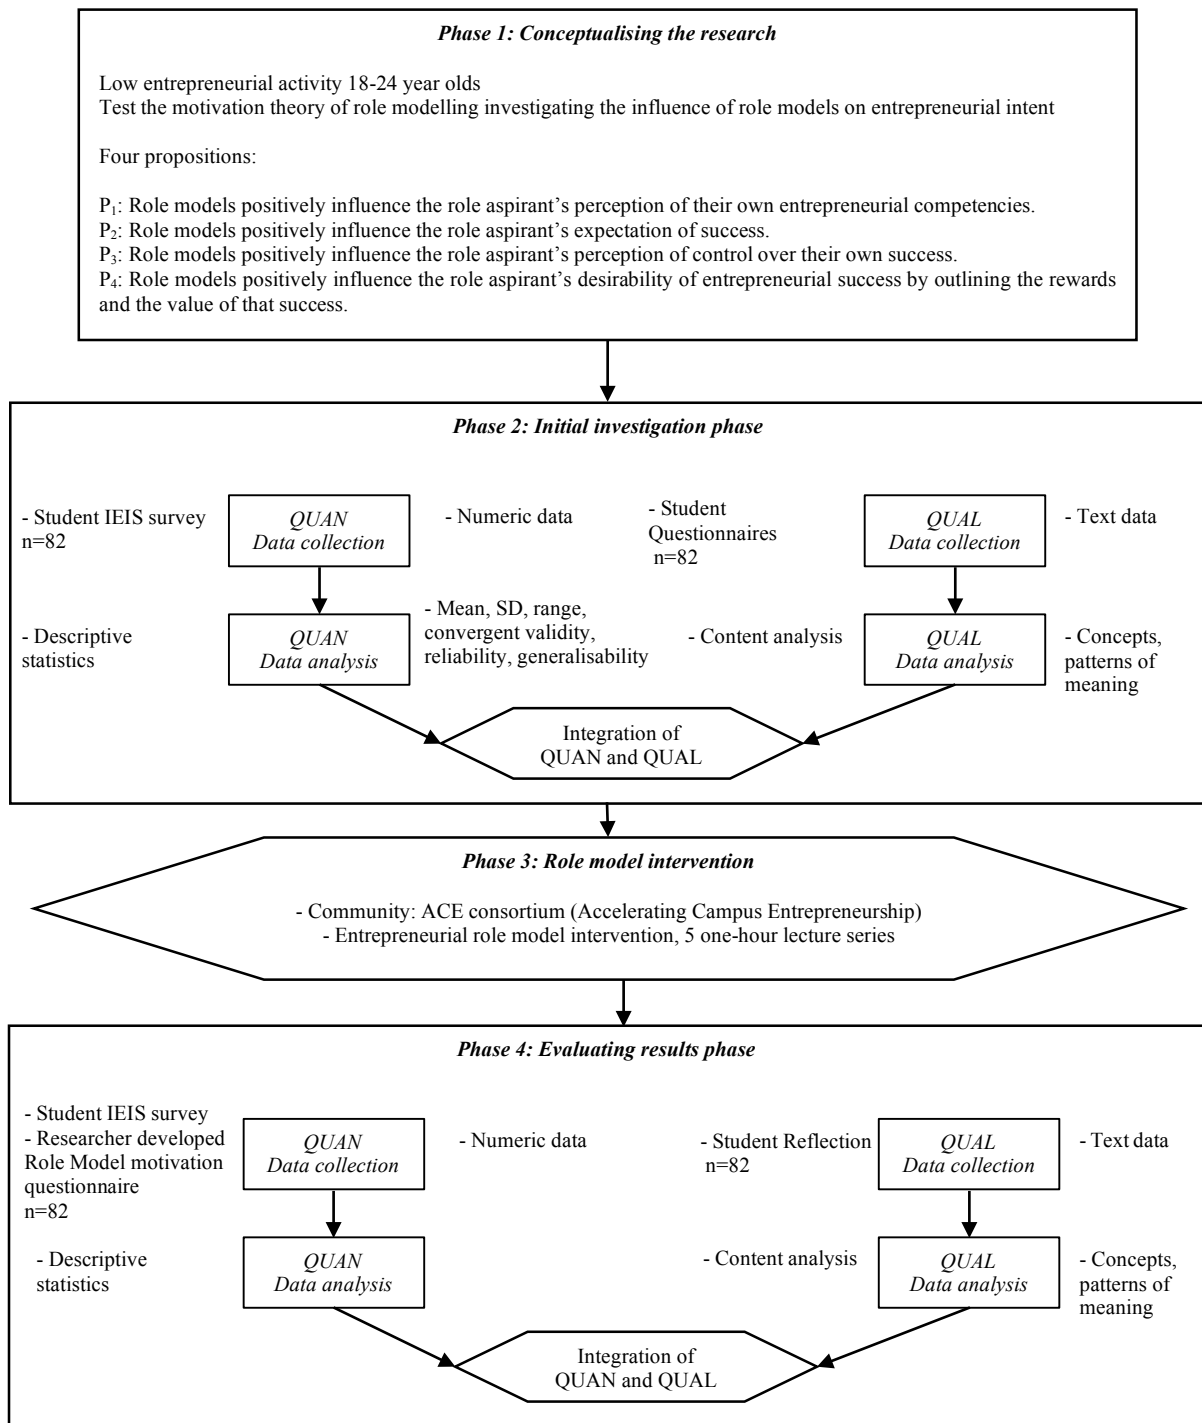 Phase 1: Conceptualising the research
Low entrepreneurial activity 18-24 year olds
Test the motivation theory of role modelling investigating the influence of role models on entrepreneurial intent
Four propositions:
P₁: Role models positively influence the role aspirant’s perception of their own entrepreneurial competencies.
P₂: Role models positively influence the role aspirant’s expectation of success.
P₃: Role models positively influence the role aspirant’s perception of control over their own success.
P₄: Role models positively influence the role aspirant’s desirability of entrepreneurial success by outlining the rewards
and the value of that success.
Phase 2: Initial investigation phase
- Student IEIS survey
n=82
QUAN
Data collection
- Numeric data
- Student
Questionnaires
n=82
QUAL
Data collection
- Text data
- Descriptive
statistics
QUAN
Data analysis
- Mean, SD, range,
convergent validity,
reliability, generalisability
- Content analysis
QUAL
Data analysis
- Concepts,
patterns of
meaning
Integration of
QUAN and QUAL
Phase 3: Role model intervention
- Community: ACE consortium (Accelerating Campus Entrepreneurship)
- Entrepreneurial role model intervention, 5 one-hour lecture series
Phase 4: Evaluating results phase
- Student IEIS survey
- Researcher developed
Role Model motivation
questionnaire
n=82
QUAN
Data collection
- Numeric data
- Student Reflection
n=82
QUAL
Data collection
- Text data
- Descriptive
statistics
QUAN
Data analysis
- Content analysis
QUAL
Data analysis
- Concepts,
patterns of
meaning
Integration of
QUAN and QUAL